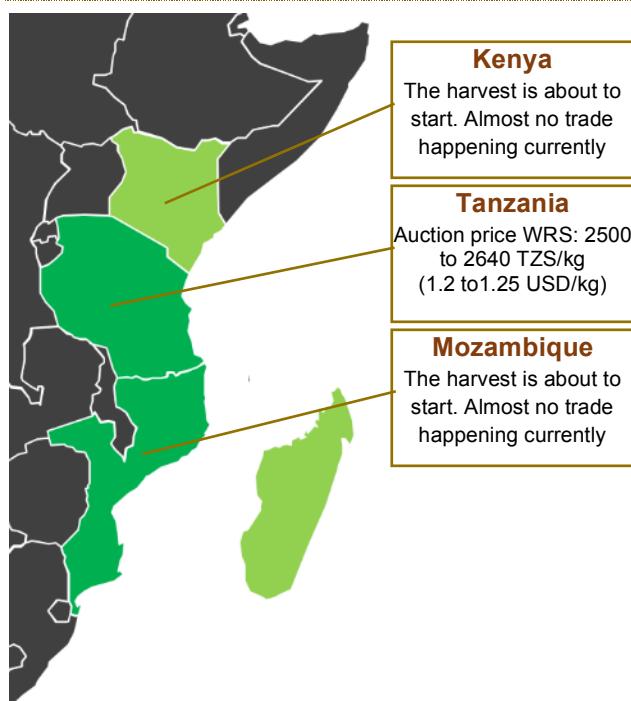 Kenya
The harvest is about to
start. Almost no trade
happening currently
Tanzania
Auction price WRS: 2500
to 2640 TZS/kg
(1.2 to1.25 USD/kg)
Mozambique
The harvest is about to
start. Almost no trade
happening currently